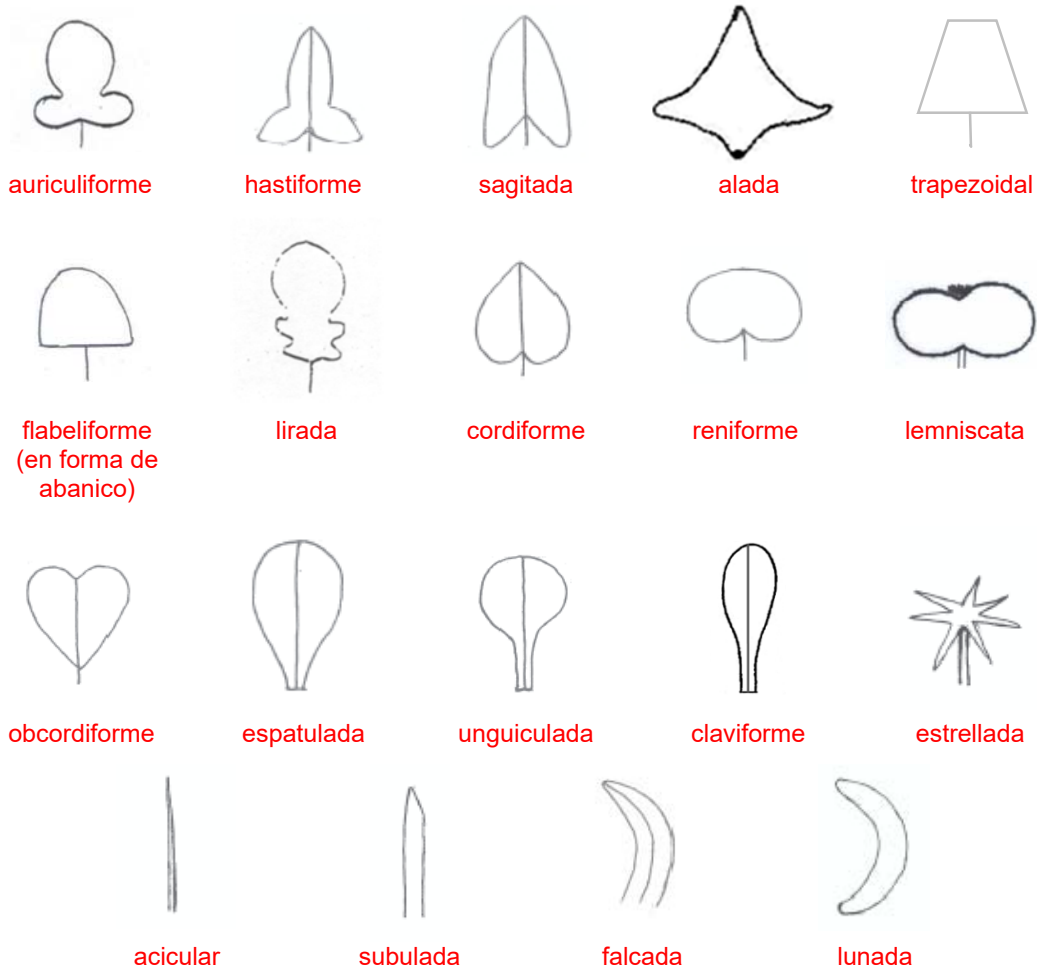 auriculiforme hastiforme sagitada alada trapezoidal
flabeliforme lirada cordiforme reniforme lemniscata
(en forma de
abanico)
obcordiforme espatulada unguiculada claviforme estrellada
acicular subulada falcada lunada